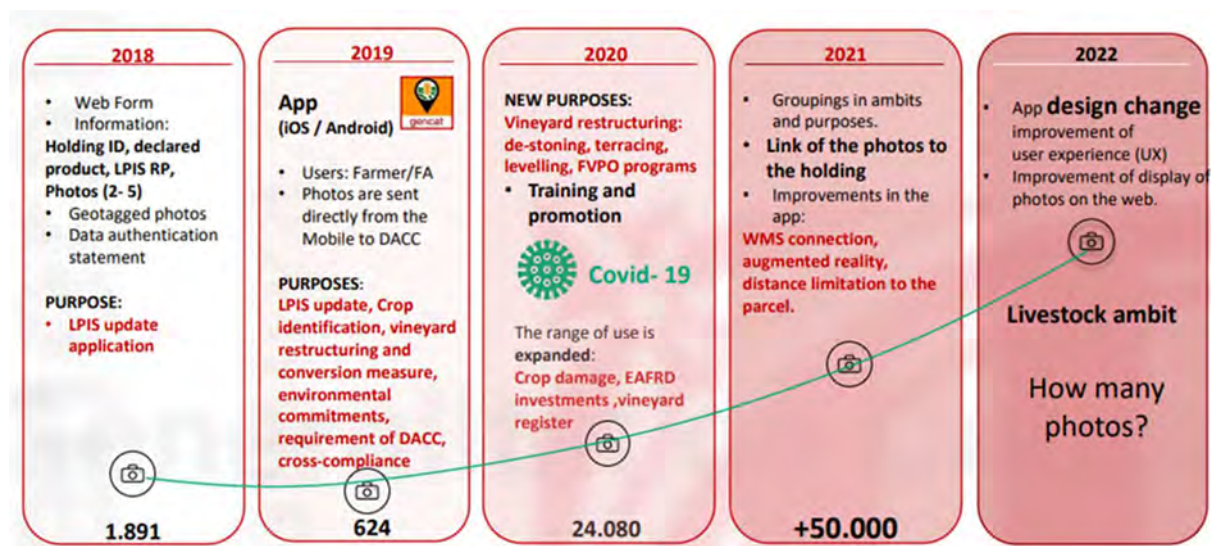 2018
• Web Form
• Information:
Holding ID, declared
product, LPIS RP,
Photos (2- 5)
• Geotagged photos
• Data authentication
statement
PURPOSE:
• LPIS update
application
1.891
2019
App
(iOS / Android)
gencat
• Users: Farmer/FA
• Photos are sent
directly from the
Mobile to DACC
PURPOSES:
LPIS update, Crop
identification, vineyard
restructuring and
conversion measure,
environmental
commitments,
requirement of DACC,
cross-compliance
624
2020
NEW PURPOSES:
Vineyard restructuring:
de-stoning, terracing,
levelling, FVPO programs
• Training and
promotion
Covid- 19
The range of use is
expanded:
Crop damage, EAFRD
investments ,vineyard
register
24.080
2021
• Groupings in ambits
and purposes.
• Link of the photos to
the holding
• Improvements in the
app:
WMS connection,
augmented reality,
distance limitation to the
parcel.
+50.000
2022
• App design change
improvement of
user experience (UX)
• Improvement of display of
photos on the web.
Livestock ambit
How many
photos?